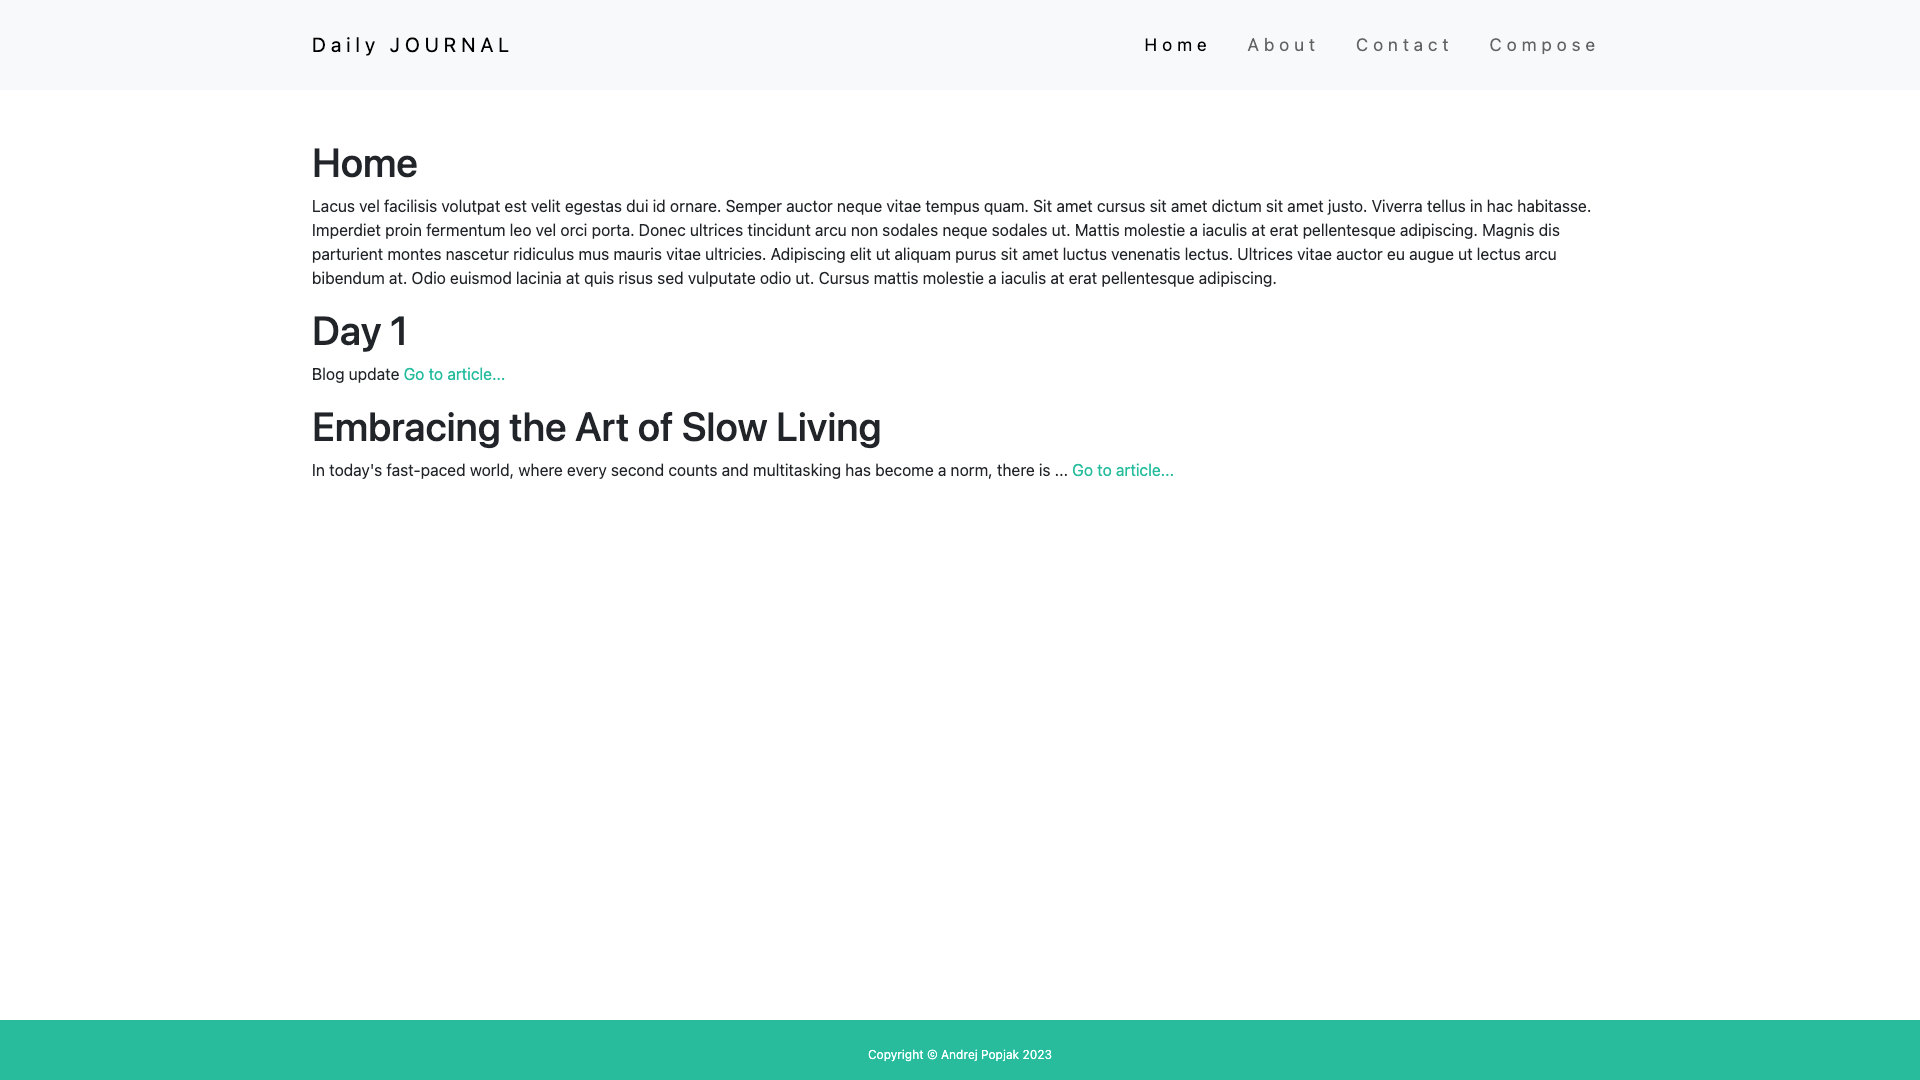 Daily JOURNAL
Home About Contact Compose
Home
Lacus vel facilisis volutpat est velit egestas dui id ornare. Semper auctor neque vitae tempus quam. Sit amet cursus sit amet dictum sit amet justo. Viverra tellus in hac habitasse.
Imperdiet proin fermentum leo vel orci porta. Donec ultrices tincidunt arcu non sodales neque sodales ut. Mattis molestie a iaculis at erat pellentesque adipiscing. Magnis dis
parturient montes nascetur ridiculus mus mauris vitae ultricies. Adipiscing elit ut aliquam purus sit amet luctus venenatis lectus. Ultrices vitae auctor eu augue ut lectus arcu
bibendum at. Odio euismod lacinia at quis risus sed vulputate odio ut. Cursus mattis molestie a iaculis at erat pellentesque adipiscing.
Day 1
Blog update Go to article...
Embracing the Art of Slow Living
In today's fast-paced world, where every second counts and multitasking has become a norm, there is ... Go to article...
Copyright © Andrej Popjak 2023